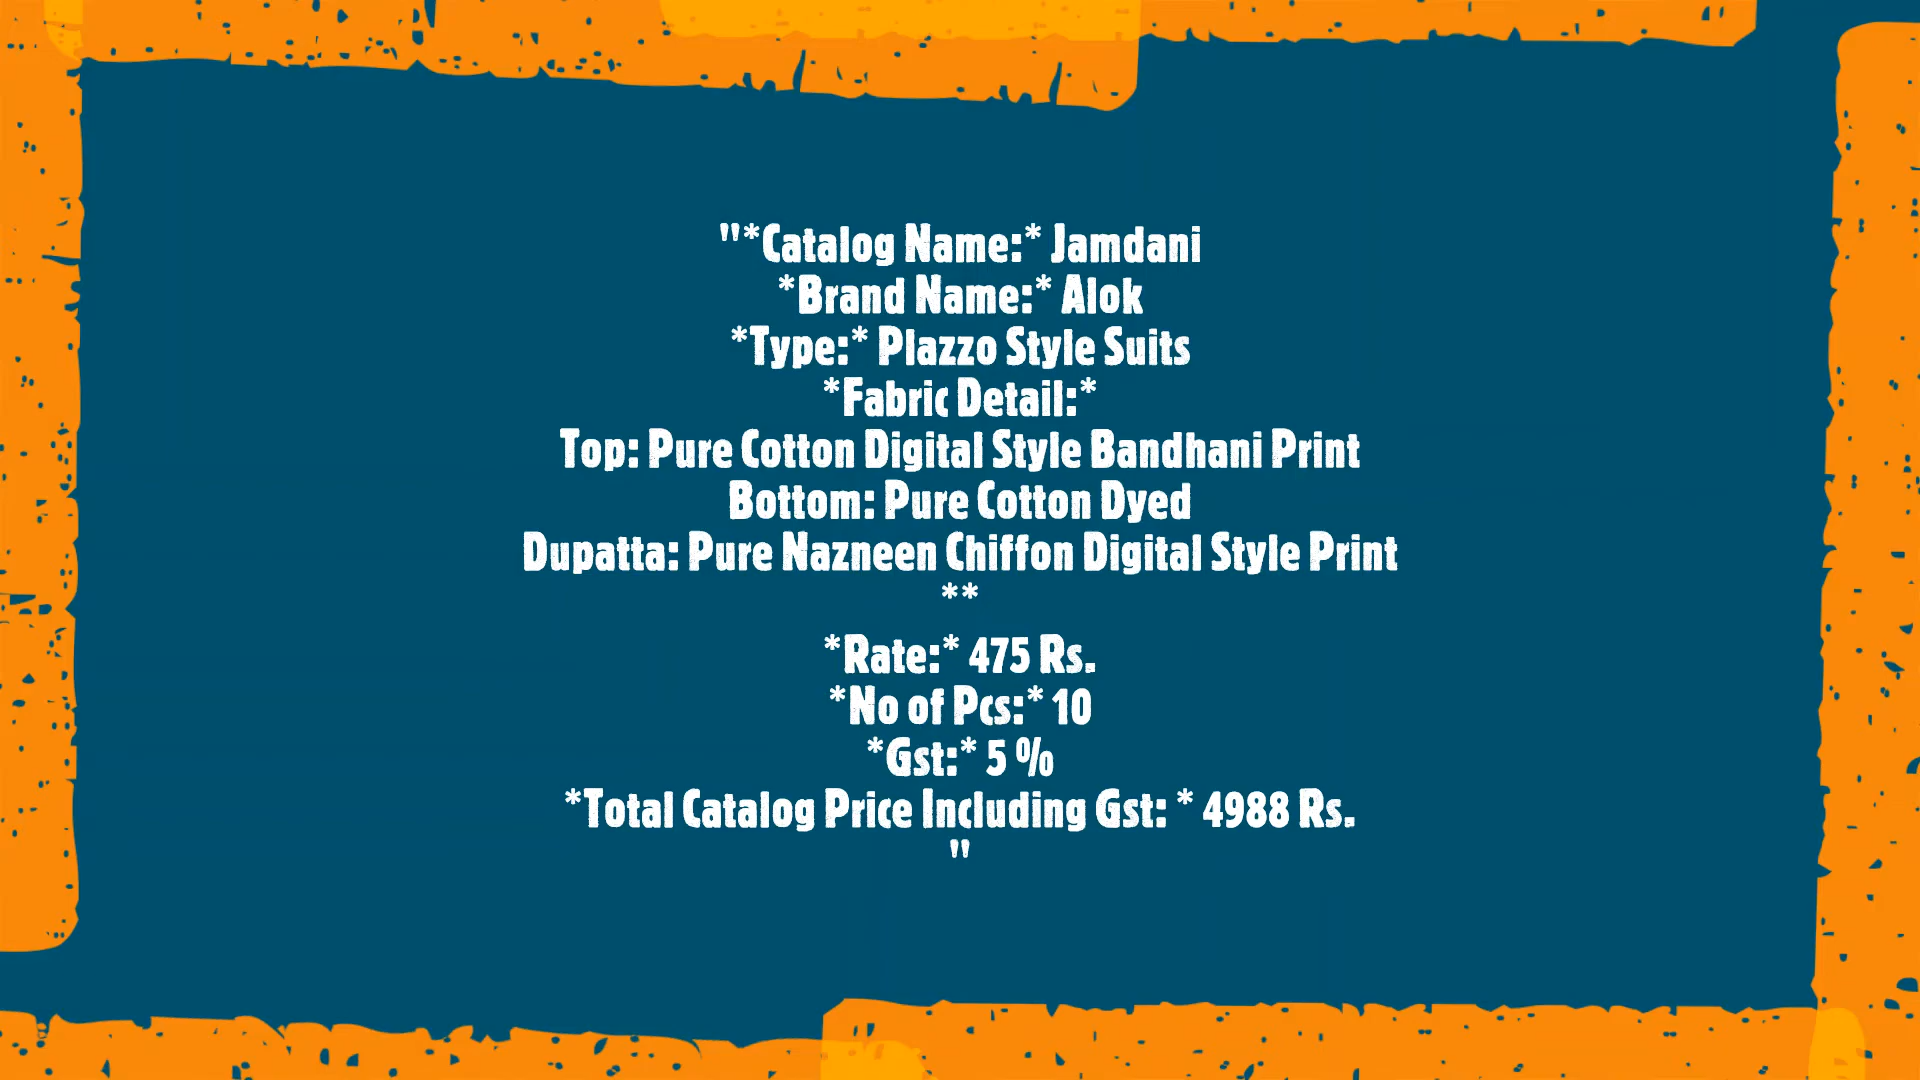 "*Catalog Name:* Jamdani
*Brand Name:* Alok
*Type:* Plazzo Style Suits
*Fabric Detail:*
Top: Pure Cotton Digital Style Bandhani Print
Bottom: Pure Cotton Dyed
Dupatta: Pure Nazneen Chiffon Digital Style Print
**
*Rate:* 475 Rs.
*No of Pcs:* 10
*Gst:* 5 %
*Total Catalog Price Including Gst: * 4988 Rs.
"